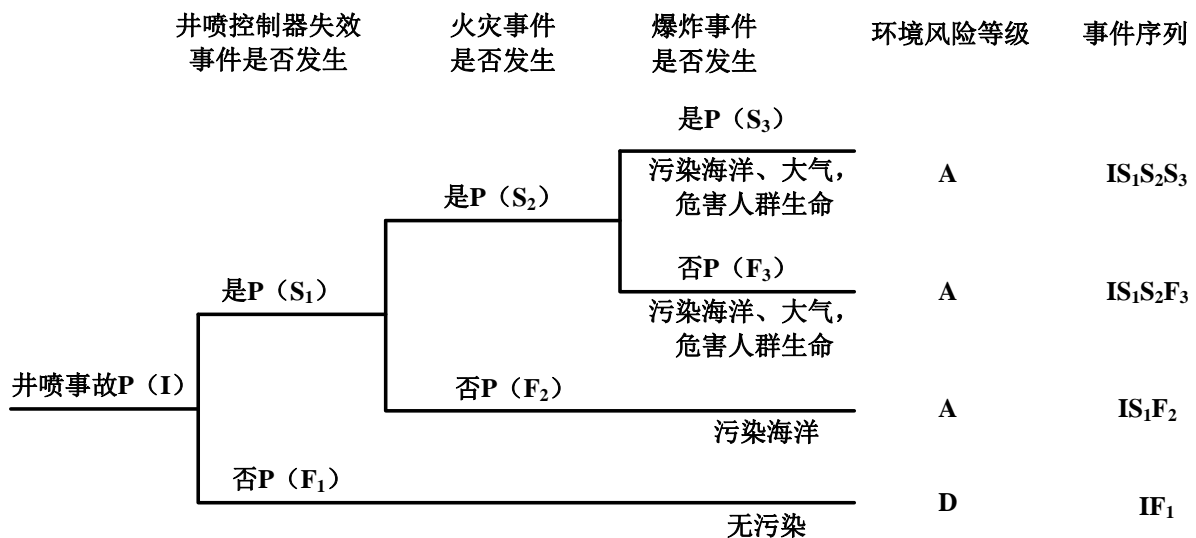 井喷控制器失效
事件是否发生
火灾事件
是否发生
爆炸事件
是否发生
环境风险等级
事件序列
是P（S₃）
污染海洋、大气，
危害人群生命
A
IS₁S₂S₃
是P（S₂）
否P（F₃）
污染海洋、大气，
危害人群生命
A
IS₁S₂F₃
是P（S₁）
井喷事故P（I）
否P（F₂）
污染海洋
A
IS₁F₂
否P（F₁）
无污染
D
IF₁